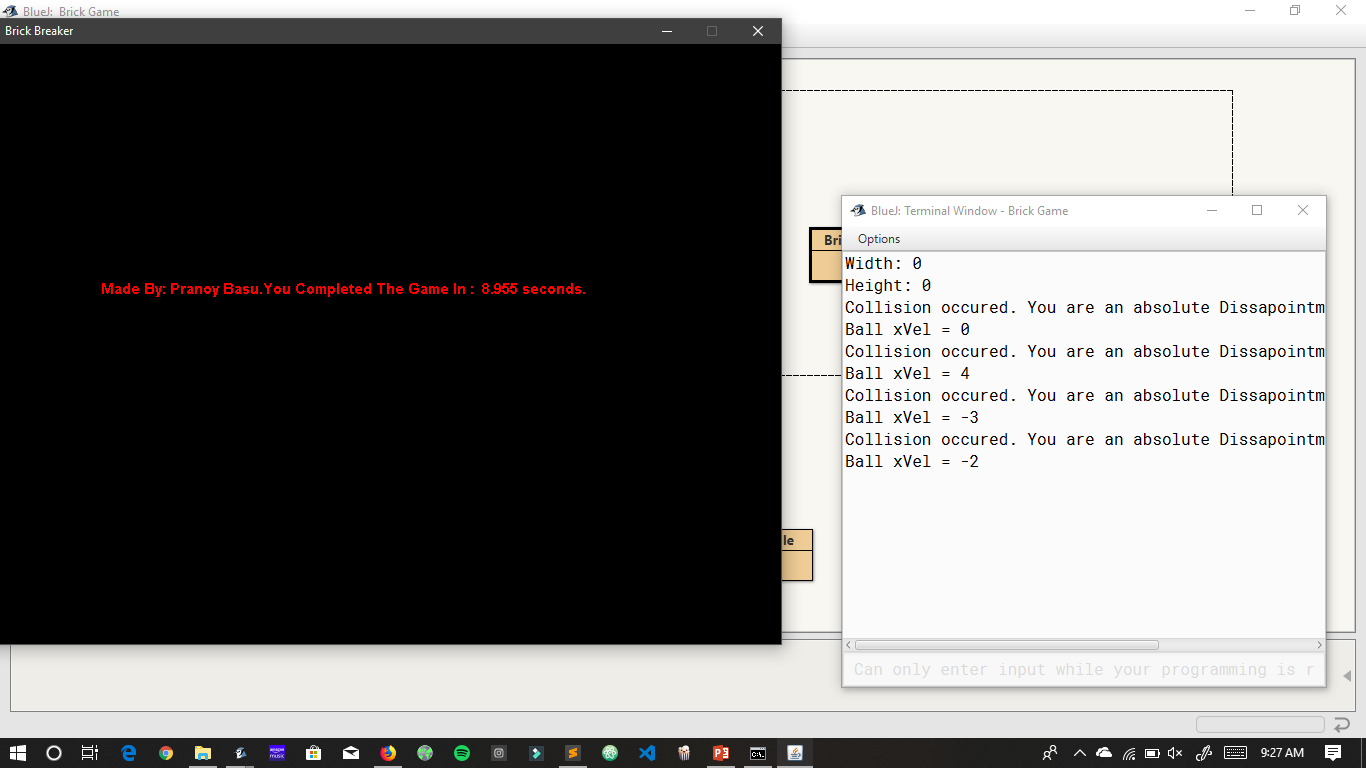 BlueJ: Brick Game
Brick Breaker
Made By: Pranoy Basu.You Completed The Game In : 8.955 seconds.
Bri
le
BlueJ: Terminal Window - Brick Game
Options
Width: 0
Height: 0
Collision occured. You are an absolute Dissapointm
Ball xVel = 0
Collision occured. You are an absolute Dissapointm
Ball xVel = 4
Collision occured. You are an absolute Dissapointm
Ball xVel = -3
Collision occured. You are an absolute Dissapointm
Ball xVel = -2
Can only enter input while your programming is r
9:27 AM